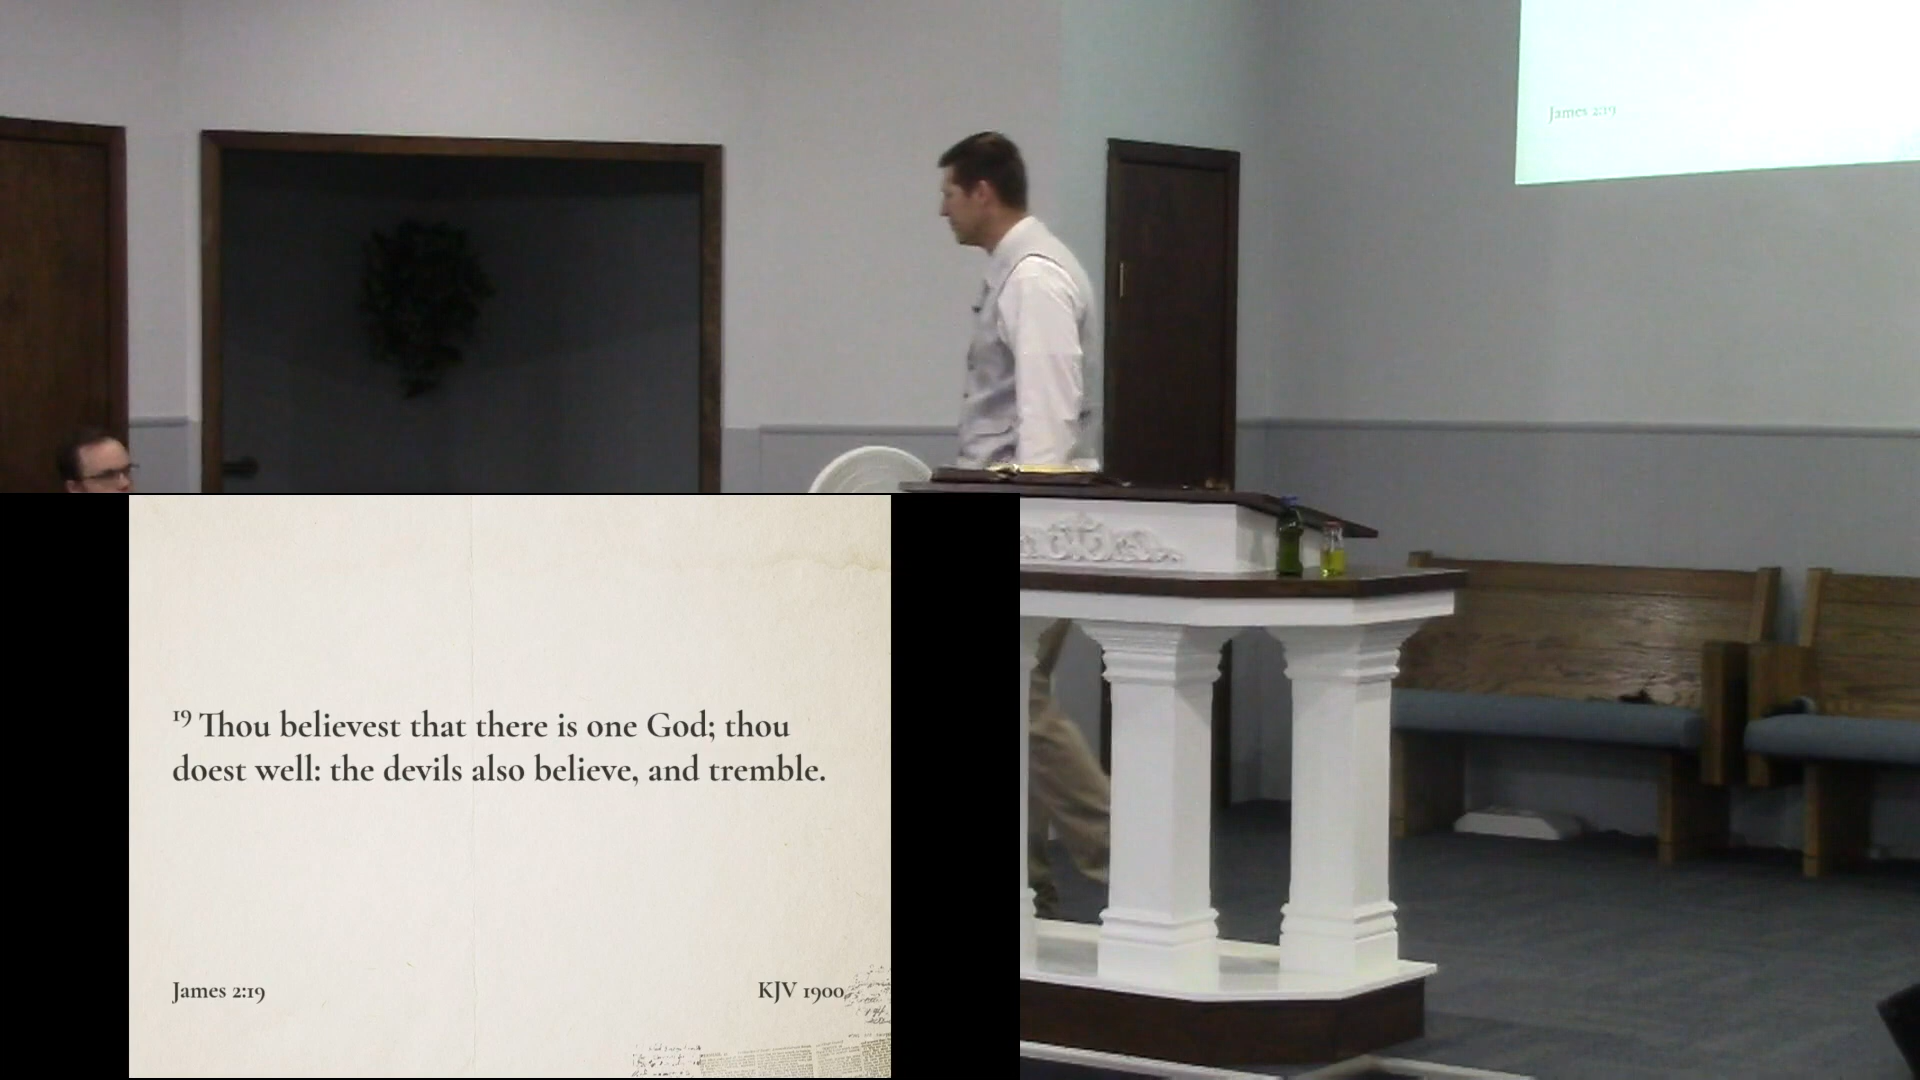 James 2:19
19 Thou believest that there is one God; thou
doest well: the devils also believe, and tremble.
James 2:19
KJV 1900